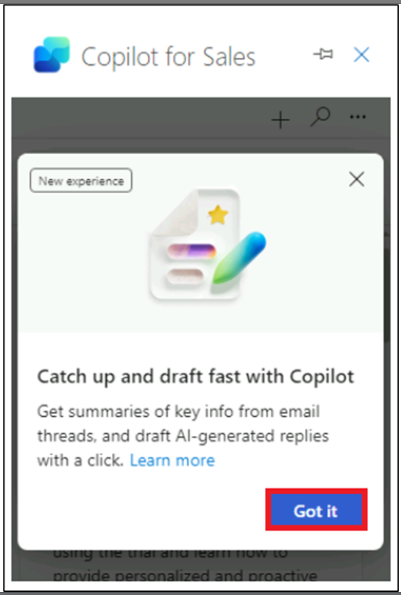 Copilot for Sales
New experience
Catch up and draft fast with Copilot
Get summaries of key info from email
threads, and draft AI-generated replies
with a click. Learn more
Got it
using the trial and learn how to
provide personalized and proactive